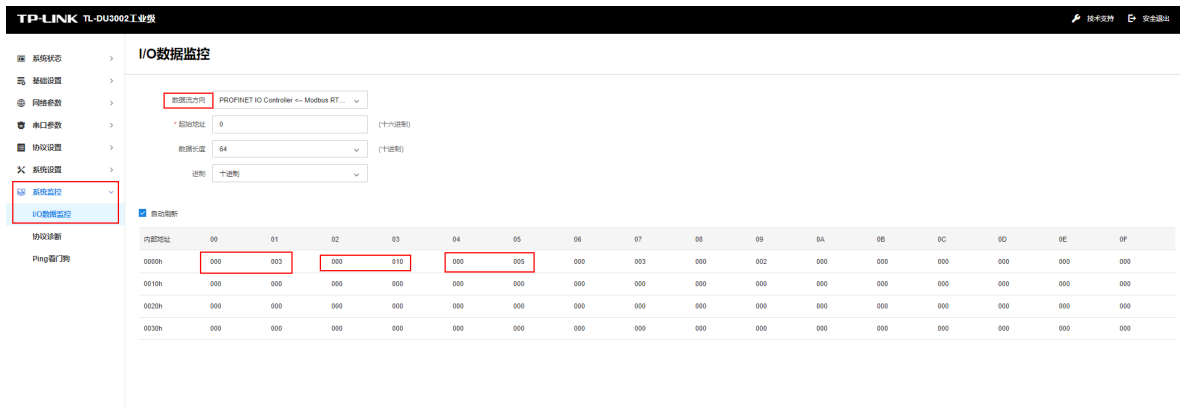 TP-LINK TL-DU3002工业级 技术支持 安全退出
系统状态
基础设置
网络参数
串口参数
协议设置
系统设置
系统监控
I/O数据监控
协议诊断
Ping看门狗
I/O数据监控
数据流方向 PROFINET IO Controller <-- Modbus RT...
* 起始地址 0 (十六进制)
数据长度 64 (十进制)
进制 十进制
自动刷新
内部地址 00 01 02 03 04 05 06 07 08 09 0A 0B 0C 0D 0E 0F
0000h 000 003 000 010 000 005 000 003 000 002 000 000 000 000 000 000
0010h 000 000 000 000 000 000 000 000 000 000 000 000 000 000 000 000
0020h 000 000 000 000 000 000 000 000 000 000 000 000 000 000 000 000
0030h 000 000 000 000 000 000 000 000 000 000 000 000 000 000 000 000